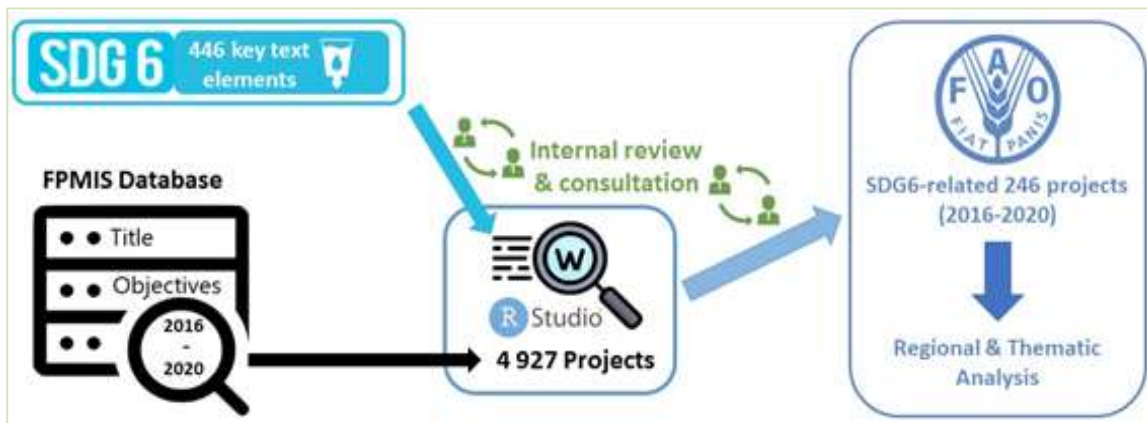 SDG 6
446 key text
elements
FPMIS Database
Title
Objectives
2016
-
2020
Internal review
& consultation
W
R Studio
4 927 Projects
F A O
FIAT PANIS
SDG6-related 246 projects
(2016-2020)
Regional & Thematic
Analysis